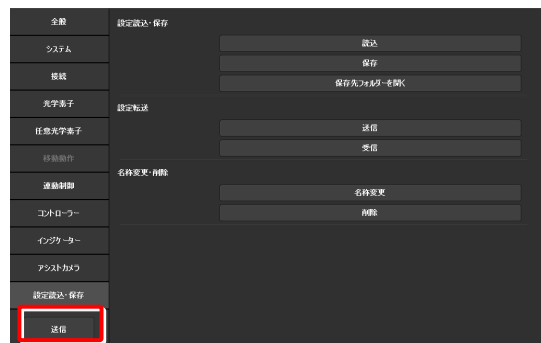 全般
システム
接続
光学素子
任意光学素子
移動動作
連動制御
コントローラー
インジケーター
アシストカメラ
設定読込・保存
送信
設定読込・保存
読込
保存
保存先フォルダーを開く
設定転送
送信
受信
名称変更・削除
名称変更
削除